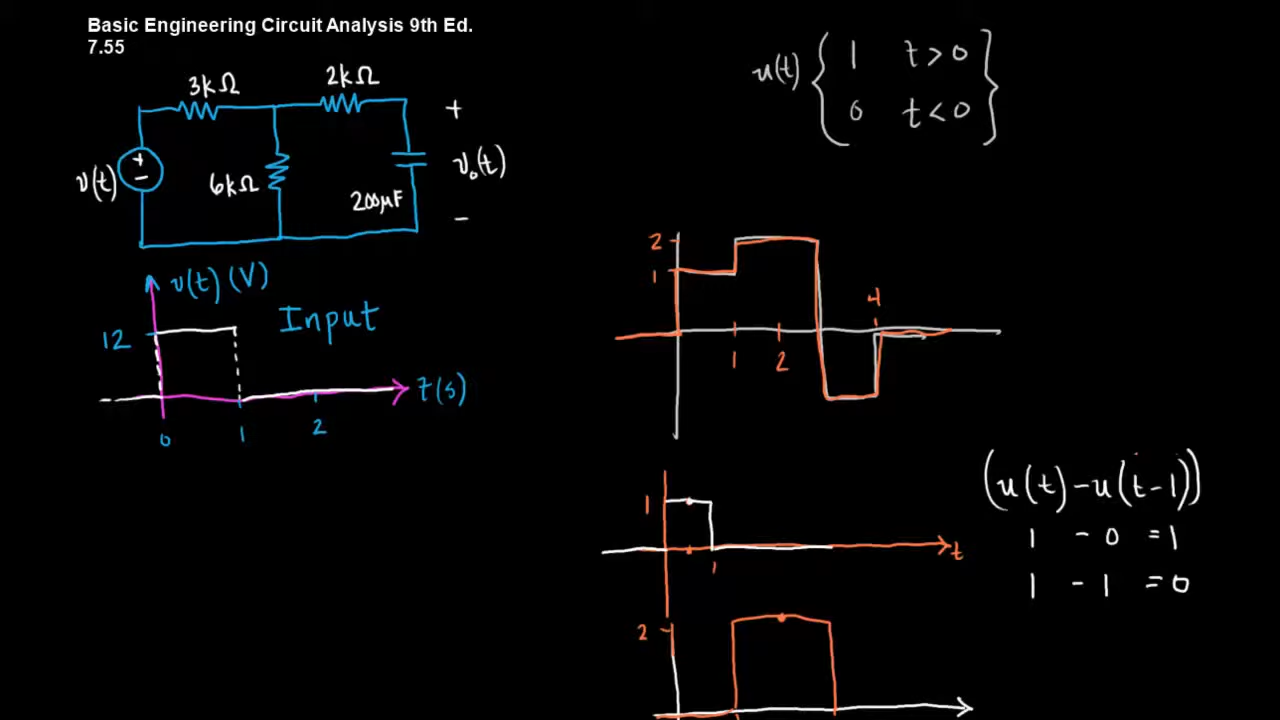 Basic Engineering Circuit Analysis 9th Ed.
7.55
3kΩ
2kΩ
+
v(t)
+
−
6kΩ
200μF
v₀(t)
−
v(t) (V)
Input
12
t(s)
0
1
2
u(t) { 1 t > 0
0 t < 0 }
2
1
1
2
4
1
1
t
(u(t) − u(t−1))
1 − 0 = 1
1 − 1 = 0
2